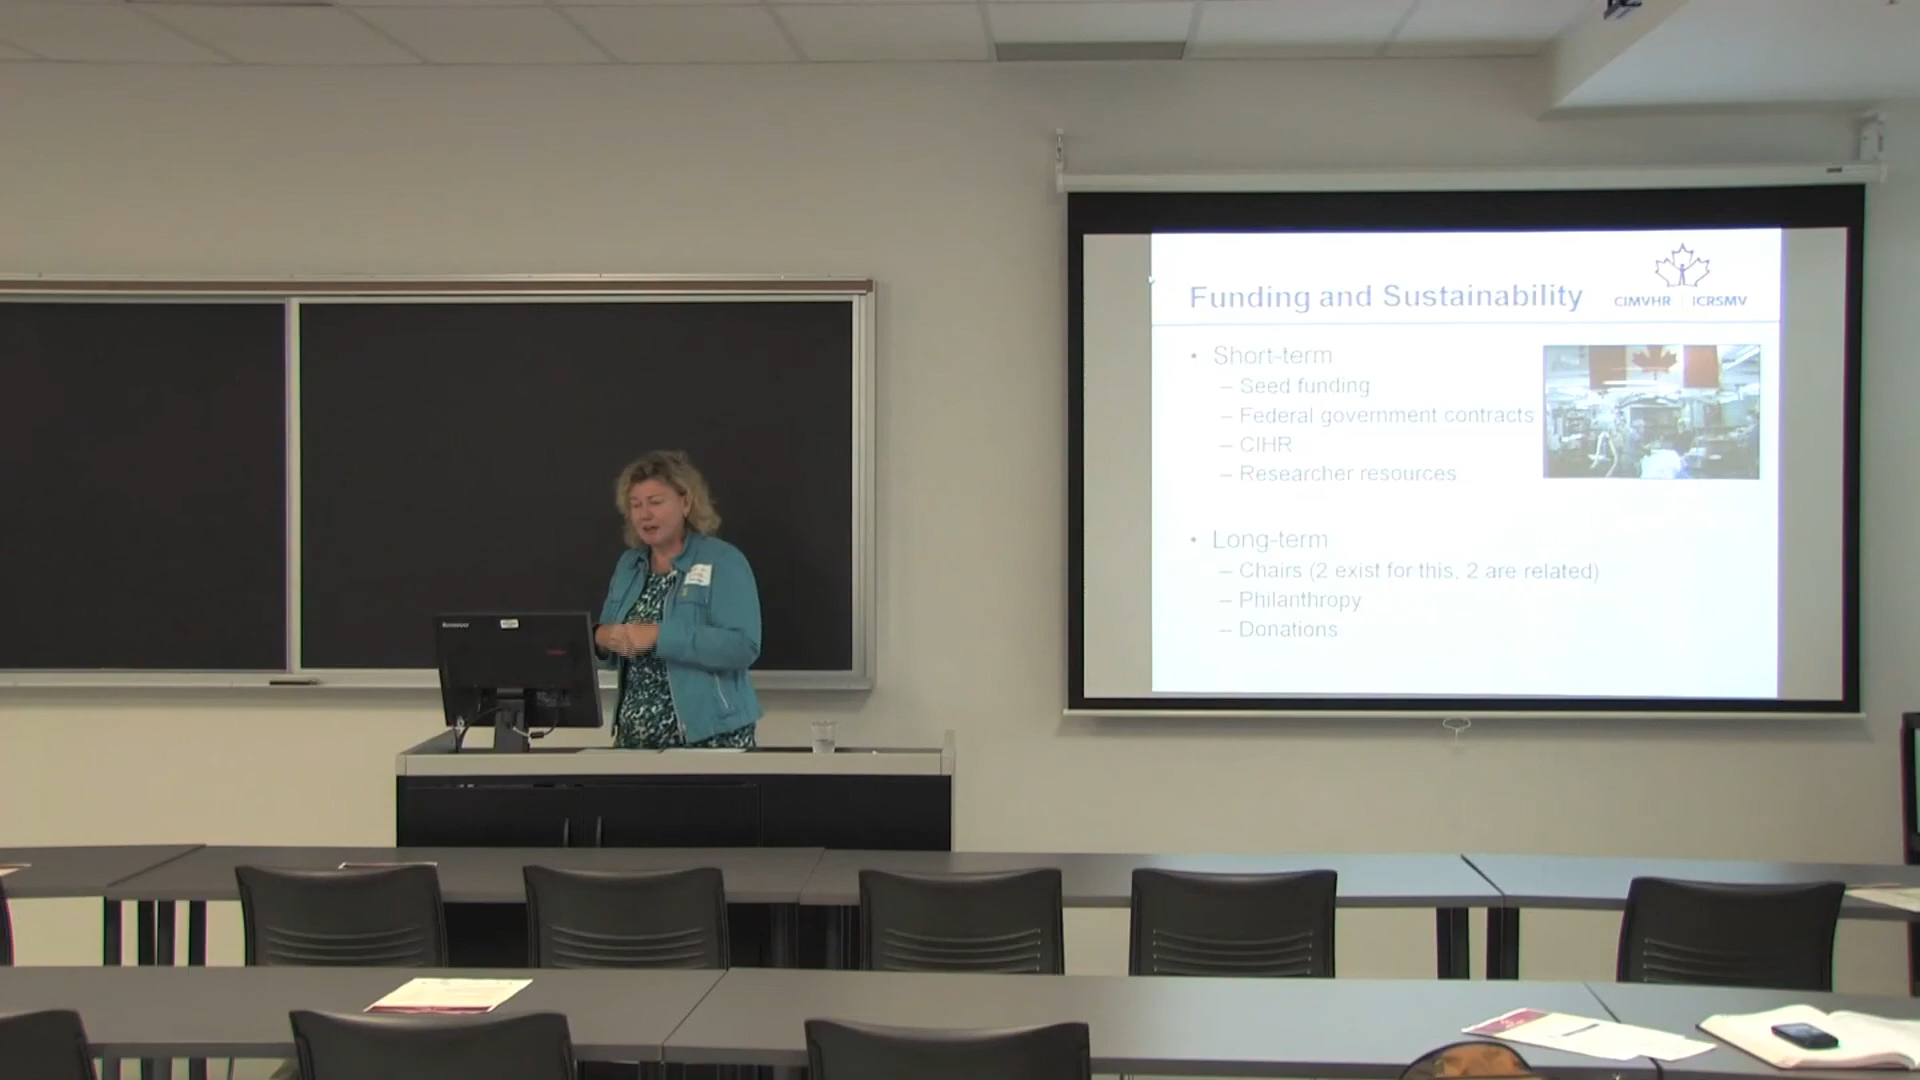 Funding and Sustainability
CIMVHR | ICRSMV
• Short-term
– Seed funding
– Federal government contracts
– CIHR
– Researcher resources
• Long-term
– Chairs (2 exist for this, 2 are related)
– Philanthropy
– Donations
lenovo